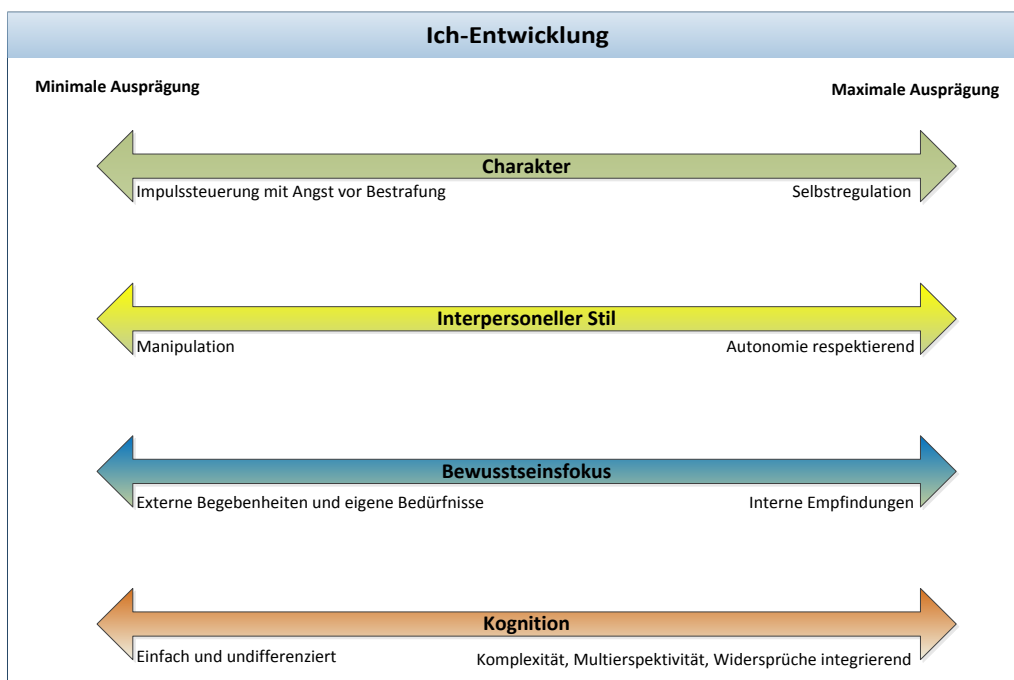 Ich-Entwicklung
Minimale Ausprägung
Maximale Ausprägung
Charakter
Impulssteuerung mit Angst vor Bestrafung
Selbstregulation
Interpersoneller Stil
Manipulation
Autonomie respektierend
Bewusstseinsfokus
Externe Begebenheiten und eigene Bedürfnisse
Interne Empfindungen
Kognition
Einfach und undifferenziert
Komplexität, Multierspektivität, Widersprüche integrierend